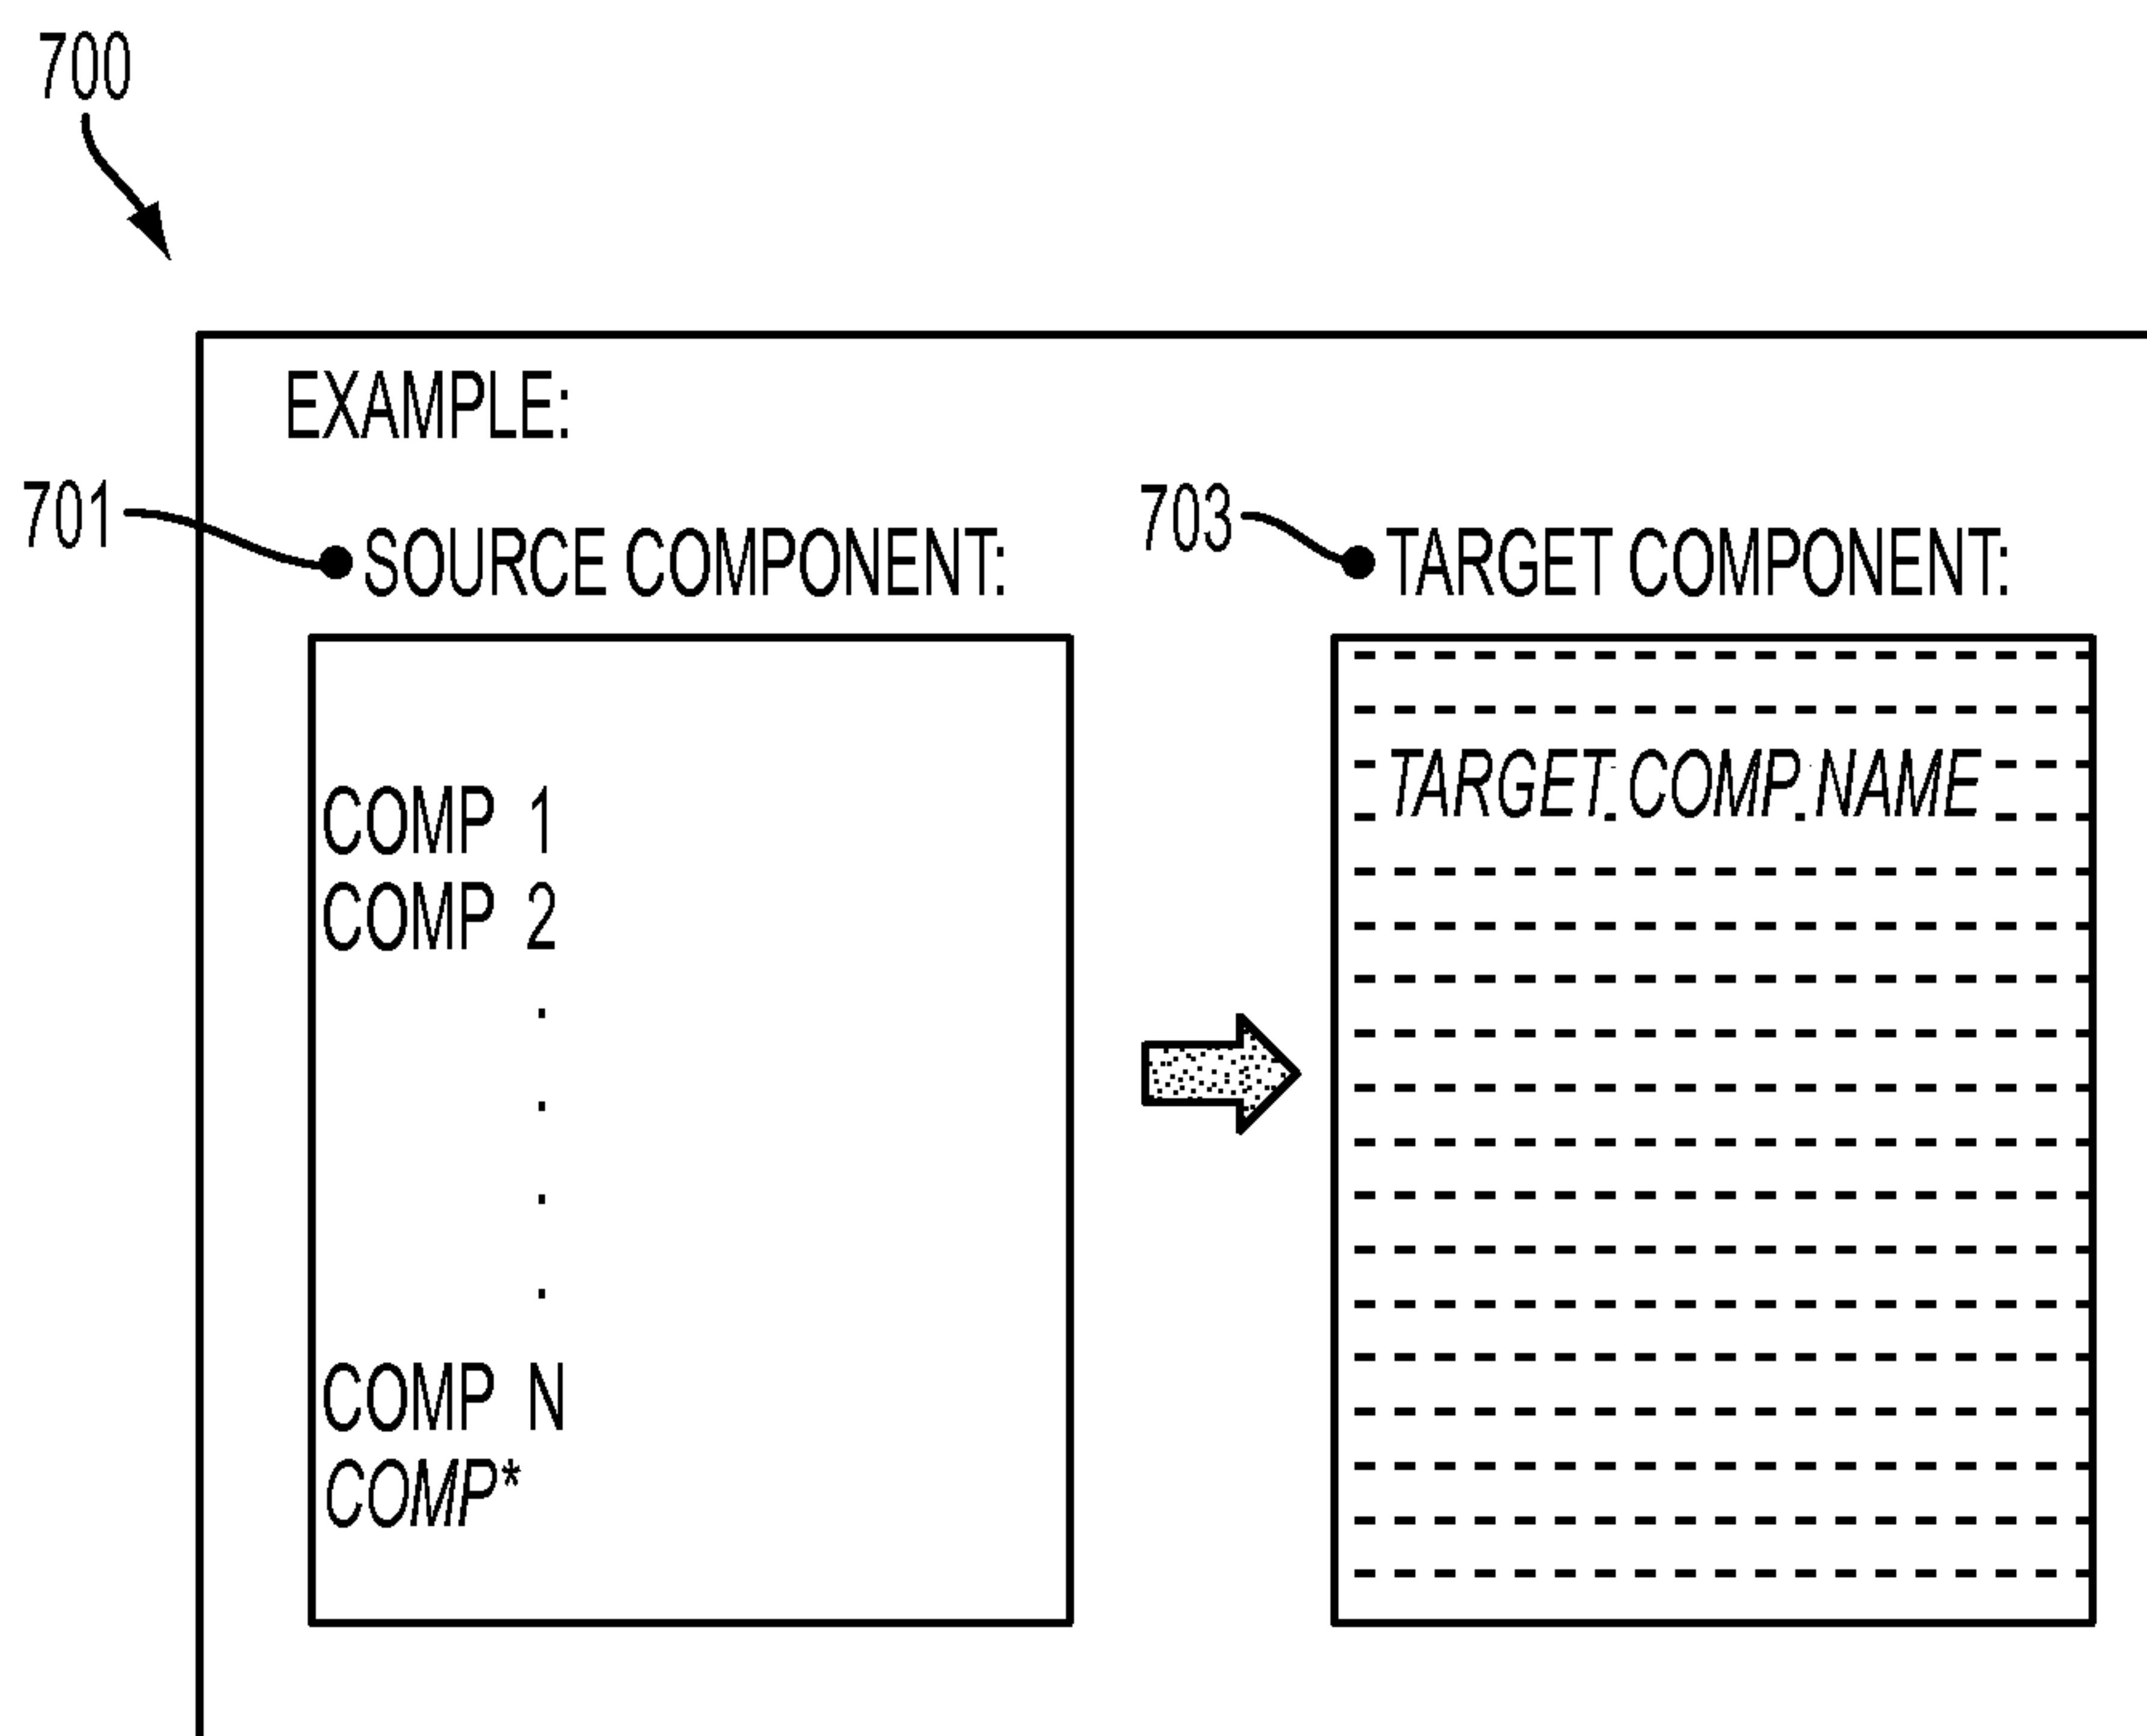 700
EXAMPLE:
701
SOURCE COMPONENT:
COMP 1
COMP 2
.
.
.
.
COMP N
COMP*
703
TARGET COMPONENT:
TARGET.COMP.NAME